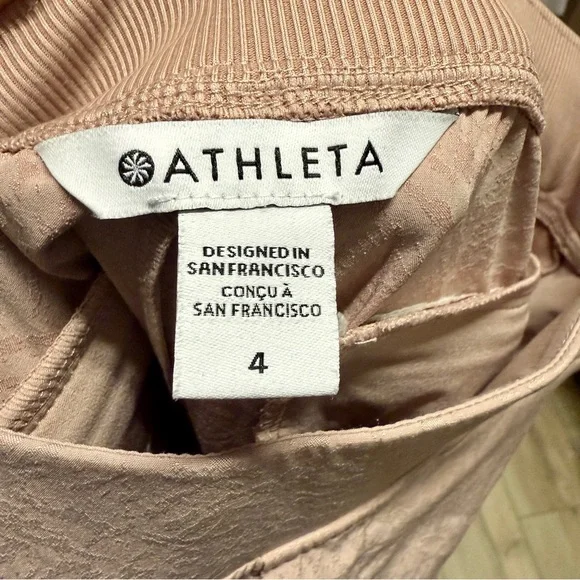 ATHLETA
DESIGNED IN
SAN FRANCISCO
CONÇU À
SAN FRANCISCO
4